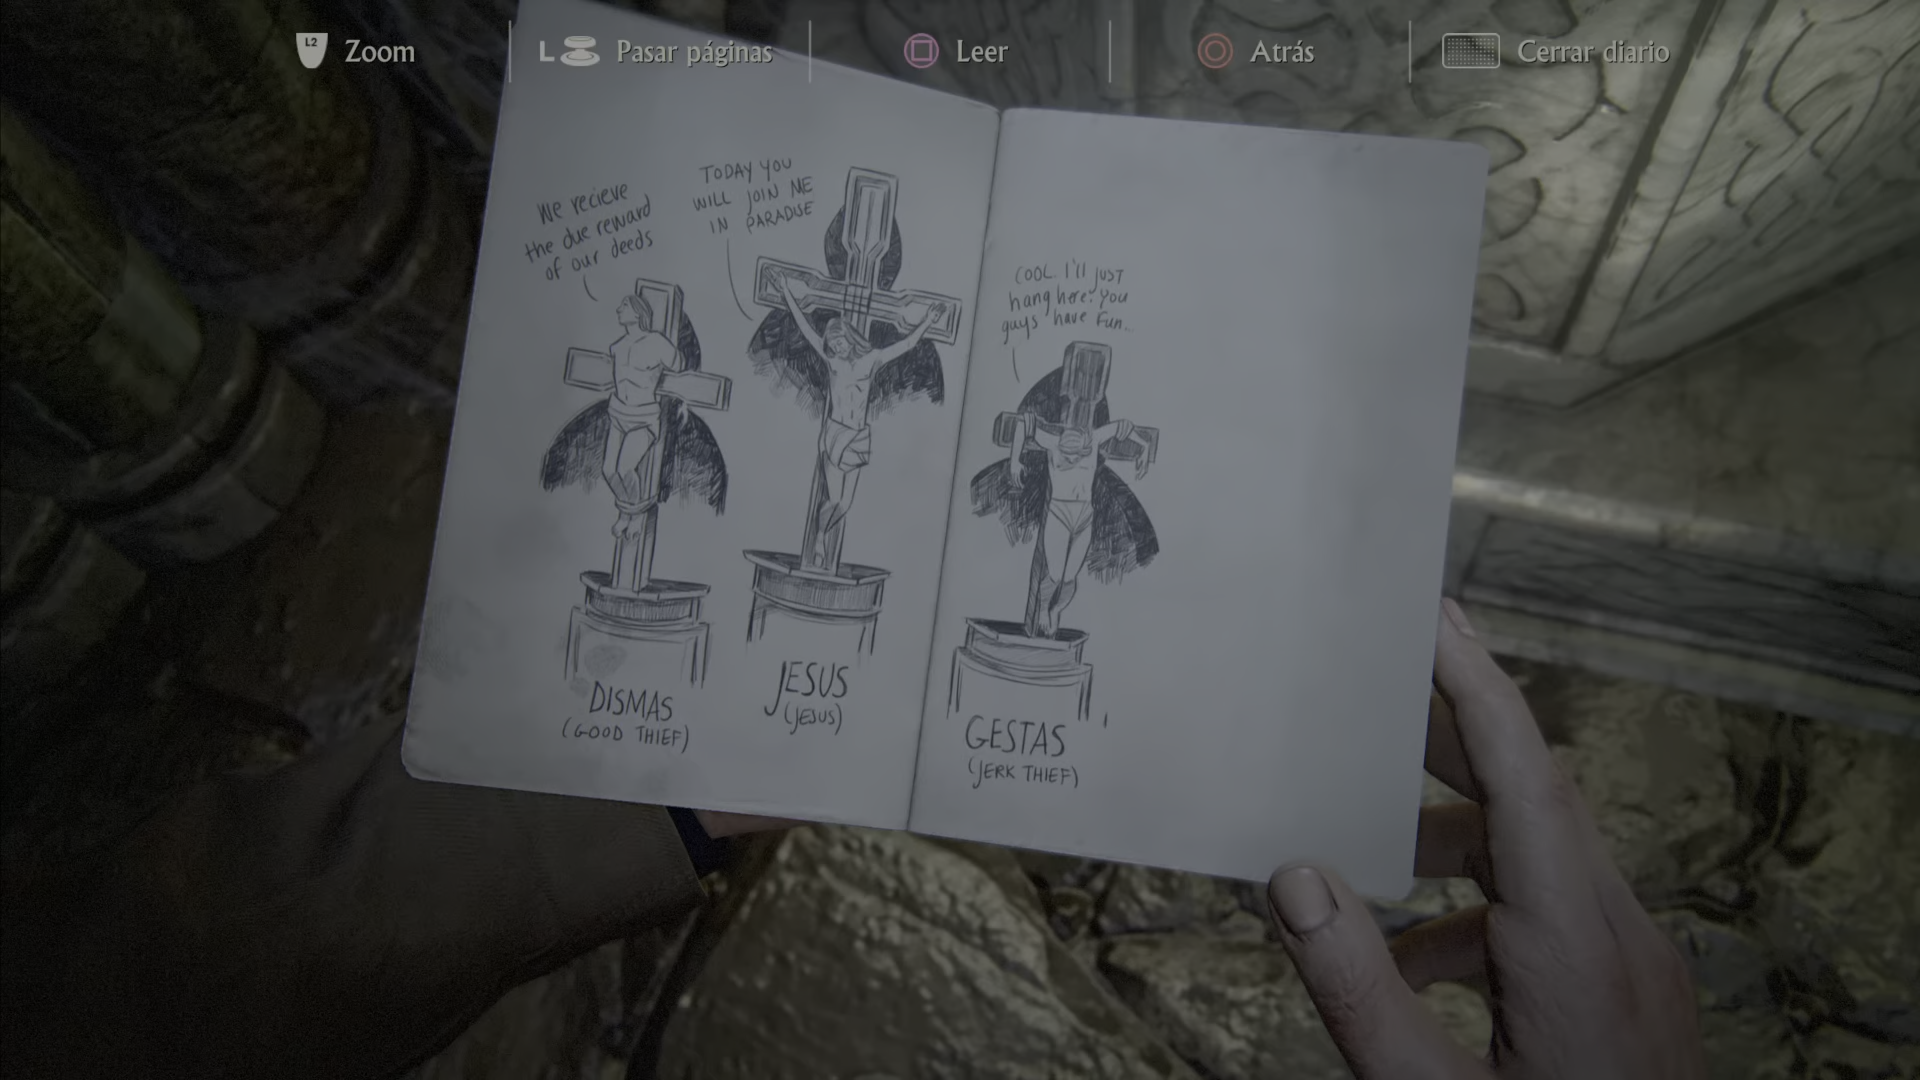 L2 Zoom
L Pasar páginas
Leer
Atrás
Cerrar diario
We recieve
the due reward
of our deeds
TODAY YOU
WILL JOIN ME
IN PARADISE
COOL. I'll JUST
hang here. You
guys have fun...
DISMAS
(GOOD THIEF)
JESUS
(JESUS)
GESTAS
(JERK THIEF)